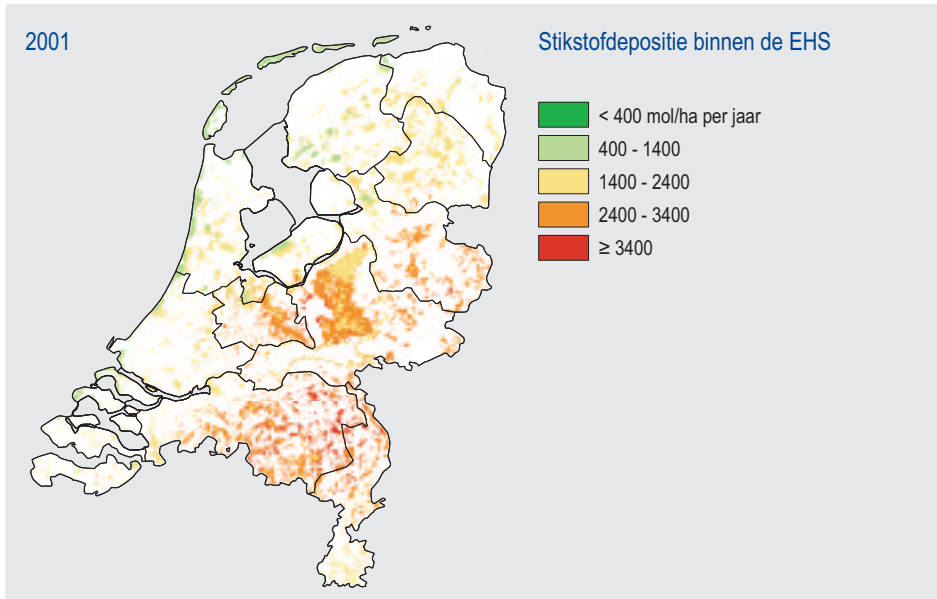 2001
Stikstofdepositie binnen de EHS
< 400 mol/ha per jaar
400 - 1400
1400 - 2400
2400 - 3400
≥ 3400